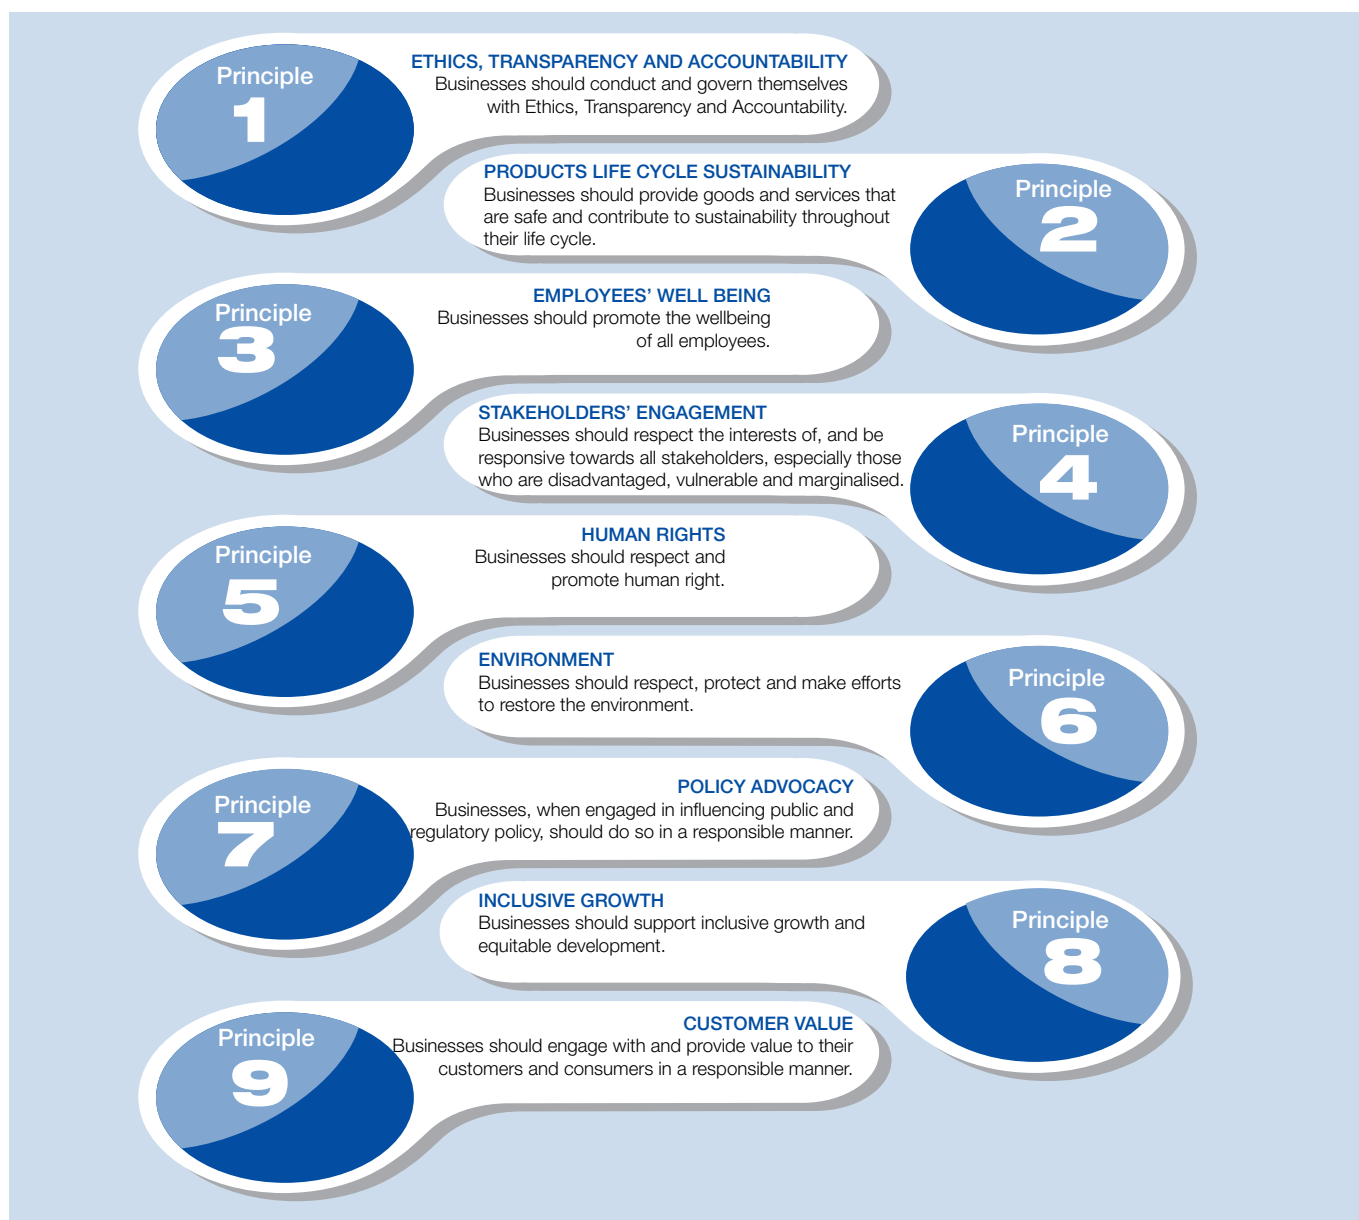 Principle
1
ETHICS, TRANSPARENCY AND ACCOUNTABILITY
Businesses should conduct and govern themselves
with Ethics, Transparency and Accountability.
PRODUCTS LIFE CYCLE SUSTAINABILITY
Businesses should provide goods and services that
are safe and contribute to sustainability throughout
their life cycle.
Principle
2
Principle
3
EMPLOYEES’ WELL BEING
Businesses should promote the wellbeing
of all employees.
STAKEHOLDERS’ ENGAGEMENT
Businesses should respect the interests of, and be
responsive towards all stakeholders, especially those
who are disadvantaged, vulnerable and marginalised.
Principle
4
Principle
5
HUMAN RIGHTS
Businesses should respect and
promote human right.
ENVIRONMENT
Businesses should respect, protect and make efforts
to restore the environment.
Principle
6
Principle
7
POLICY ADVOCACY
Businesses, when engaged in influencing public and
regulatory policy, should do so in a responsible manner.
INCLUSIVE GROWTH
Businesses should support inclusive growth and
equitable development.
Principle
8
Principle
9
CUSTOMER VALUE
Businesses should engage with and provide value to their
customers and consumers in a responsible manner.